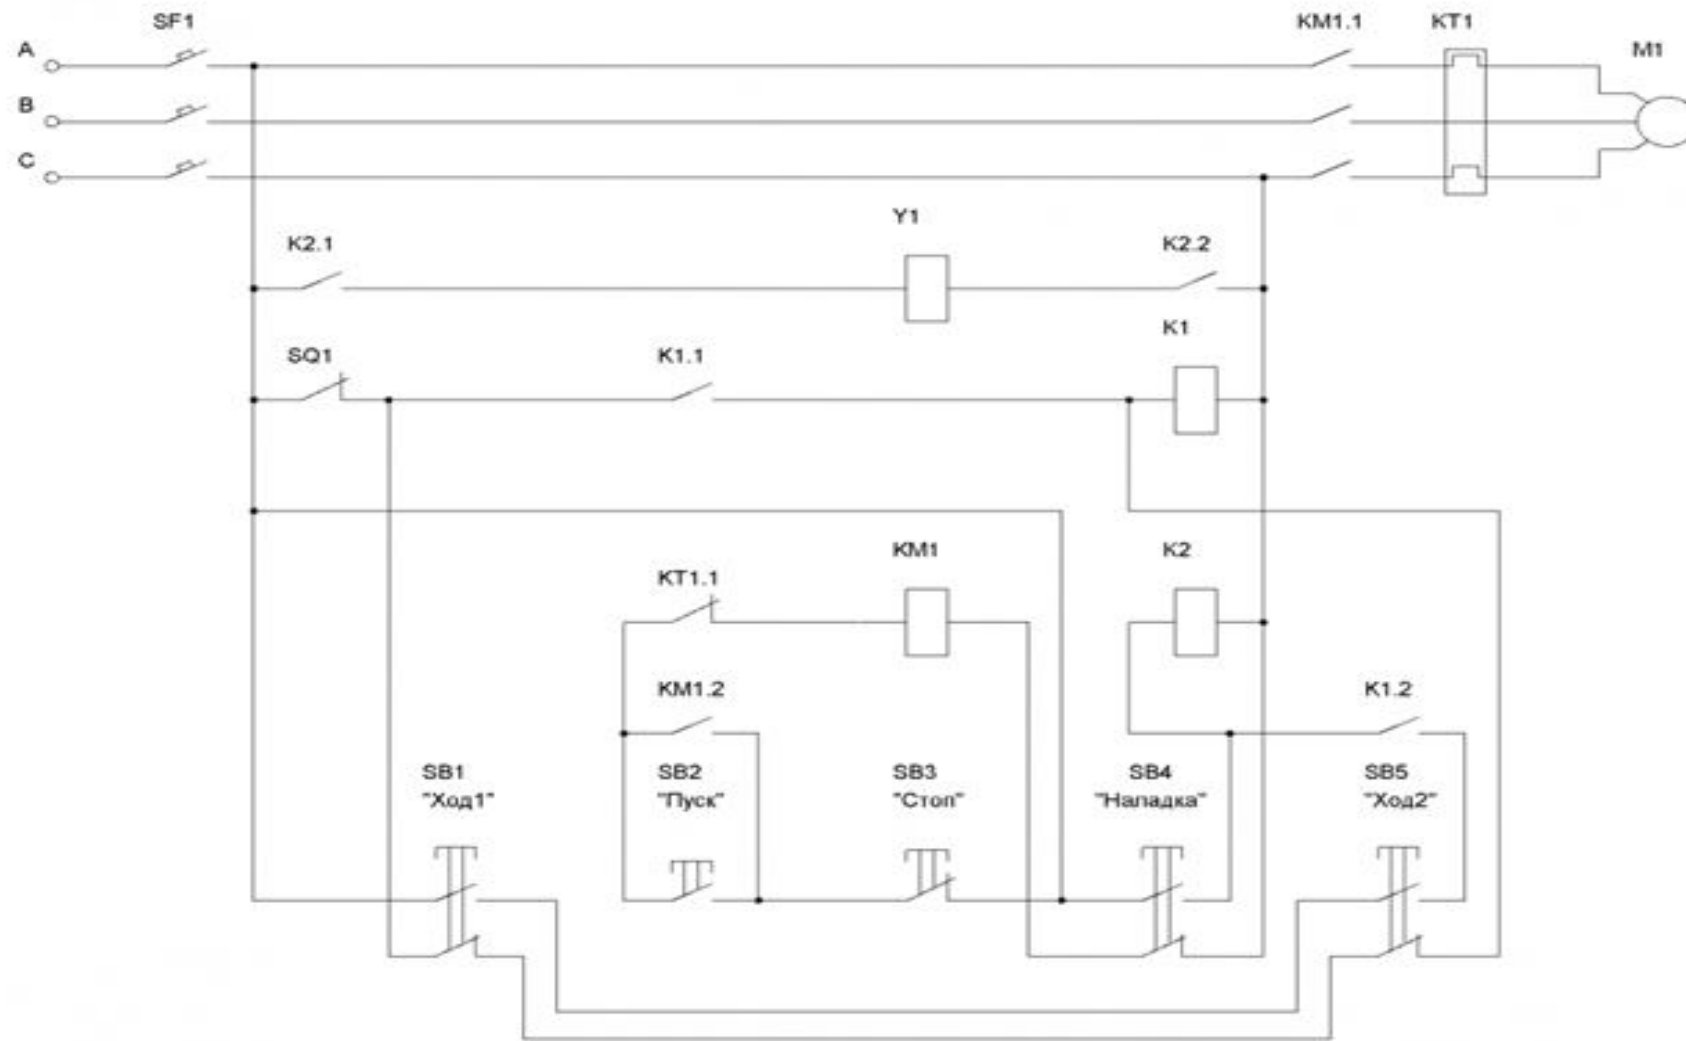 SF1
KM1.1
KT1
M1
A
B
C
Y1
K2.1
K2.2
K1
SQ1
K1.1
KM1
K2
KT1.1
KM1.2
K1.2
SB1
"Ход1"
SB2
"Пуск"
SB3
"Стоп"
SB4
"Наладка"
SB5
"Ход2"